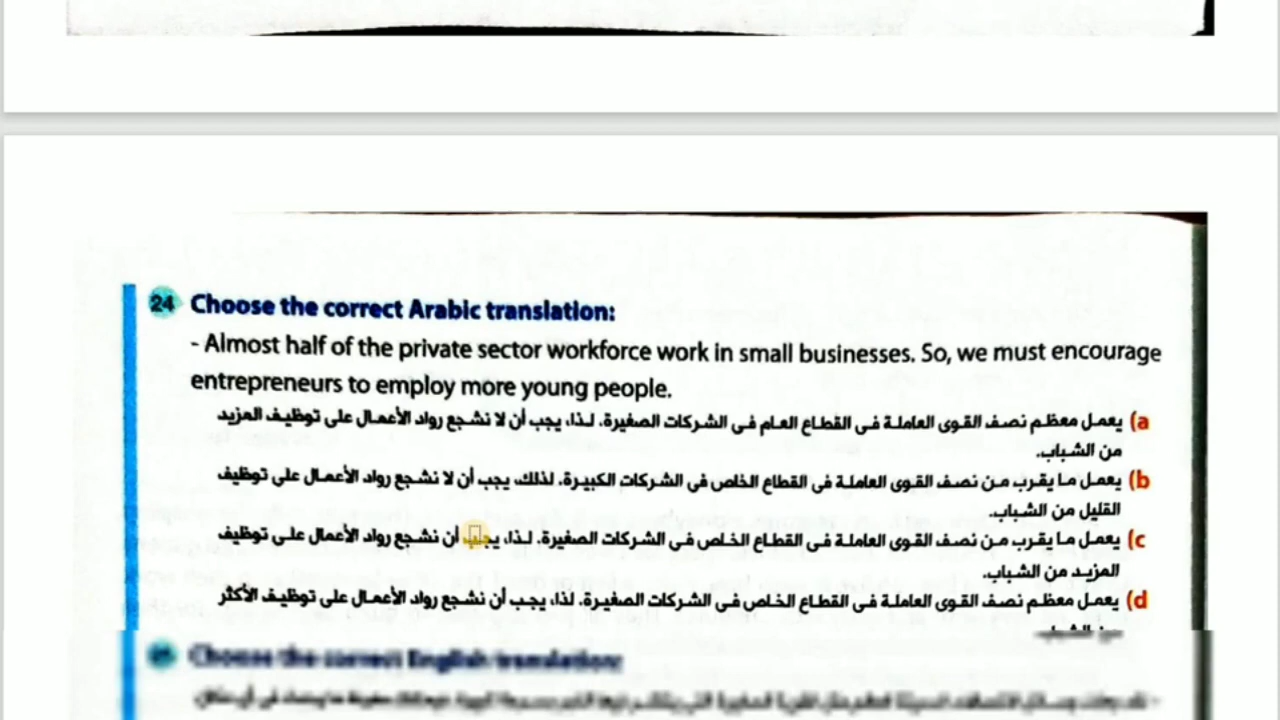 24 Choose the correct Arabic translation:
- Almost half of the private sector workforce work in small businesses. So, we must encourage
entrepreneurs to employ more young people.
a) يعمل معظم نصف القوى العاملة فى القطاع العام فى الشركات الصغيرة. لذا، يجب أن لا نشجع رواد الأعمال على توظيف المزيد
من الشباب.
b) يعمل ما يقرب من نصف القوى العاملة فى القطاع الخاص فى الشركات الكبيرة. لذلك، يجب أن لا نشجع رواد الأعمال على توظيف
القليل من الشباب.
c) يعمل ما يقرب من نصف القوى العاملة فى القطاع الخاص فى الشركات الصغيرة. لذا، يجب أن نشجع رواد الأعمال على توظيف
المزيد من الشباب.
d) يعمل معظم نصف القوى العاملة فى القطاع الخاص فى الشركات الصغيرة. لذا، يجب أن نشجع رواد الأعمال على توظيف الأكثر
من الشباب.
Choose the correct English translation: